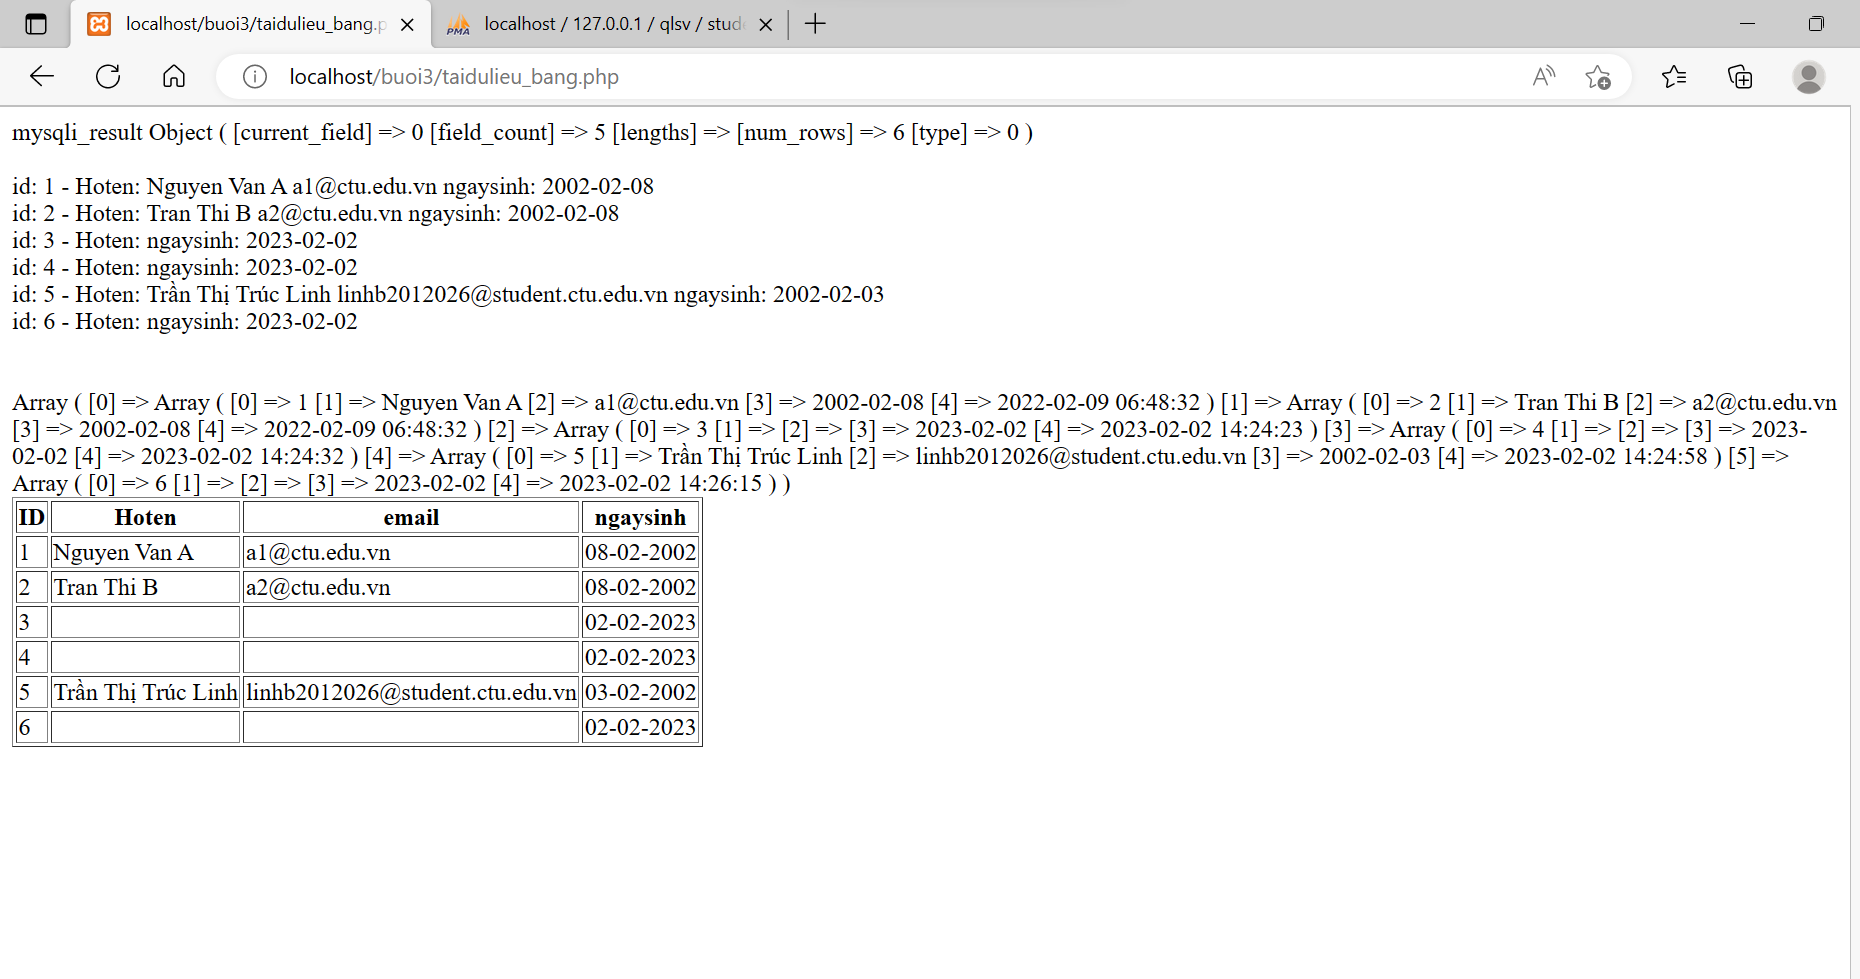 localhost/buoi3/taidulieu_bang.p
PMA
localhost / 127.0.0.1 / qlsv / stude
localhost/buoi3/taidulieu_bang.php
mysqli_result Object ( [current_field] => 0 [field_count] => 5 [lengths] => [num_rows] => 6 [type] => 0 )
id: 1 - Hoten: Nguyen Van A a1@ctu.edu.vn ngaysinh: 2002-02-08
id: 2 - Hoten: Tran Thi B a2@ctu.edu.vn ngaysinh: 2002-02-08
id: 3 - Hoten: ngaysinh: 2023-02-02
id: 4 - Hoten: ngaysinh: 2023-02-02
id: 5 - Hoten: Trần Thị Trúc Linh linhb2012026@student.ctu.edu.vn ngaysinh: 2002-02-03
id: 6 - Hoten: ngaysinh: 2023-02-02
Array ( [0] => Array ( [0] => 1 [1] => Nguyen Van A [2] => a1@ctu.edu.vn [3] => 2002-02-08 [4] => 2022-02-09 06:48:32 ) [1] => Array ( [0] => 2 [1] => Tran Thi B [2] => a2@ctu.edu.vn
[3] => 2002-02-08 [4] => 2022-02-09 06:48:32 ) [2] => Array ( [0] => 3 [1] => [2] => [3] => 2023-02-02 [4] => 2023-02-02 14:24:23 ) [3] => Array ( [0] => 4 [1] => [2] => [3] => 2023-
02-02 [4] => 2023-02-02 14:24:32 ) [4] => Array ( [0] => 5 [1] => Trần Thị Trúc Linh [2] => linhb2012026@student.ctu.edu.vn [3] => 2002-02-03 [4] => 2023-02-02 14:24:58 ) [5] =>
Array ( [0] => 6 [1] => [2] => [3] => 2023-02-02 [4] => 2023-02-02 14:26:15 ) )
ID Hoten email ngaysinh
1 Nguyen Van A a1@ctu.edu.vn 08-02-2002
2 Tran Thi B a2@ctu.edu.vn 08-02-2002
3 02-02-2023
4 02-02-2023
5 Trần Thị Trúc Linh linhb2012026@student.ctu.edu.vn 03-02-2002
6 02-02-2023